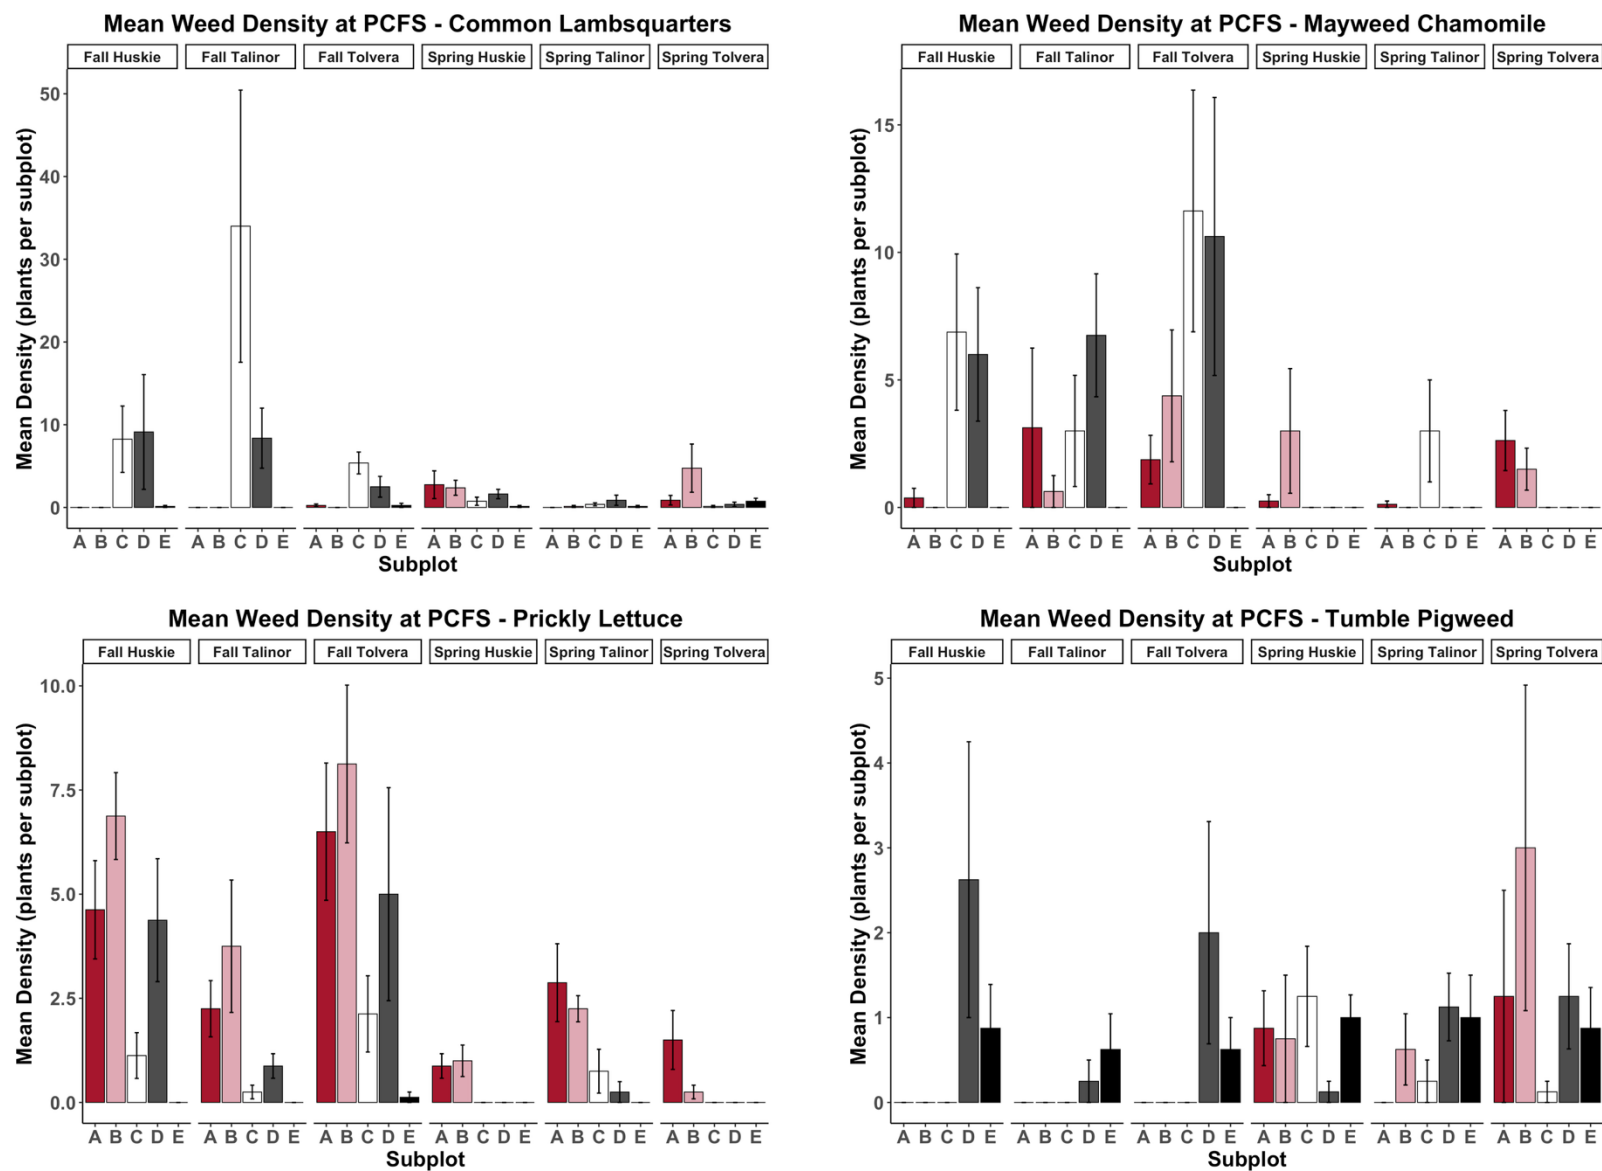 Mean Weed Density at PCFS - Common Lambsquarters
Fall Huskie Fall Talinor Fall Tolvera Spring Huskie Spring Talinor Spring Tolvera
Mean Density (plants per subplot)
50
40
30
20
10
0
A B C D E A B C D E A B C D E A B C D E A B C D E A B C D E
Subplot
Mean Weed Density at PCFS - Mayweed Chamomile
Fall Huskie Fall Talinor Fall Tolvera Spring Huskie Spring Talinor Spring Tolvera
Mean Density (plants per subplot)
15
10
5
0
A B C D E A B C D E A B C D E A B C D E A B C D E A B C D E
Subplot
Mean Weed Density at PCFS - Prickly Lettuce
Fall Huskie Fall Talinor Fall Tolvera Spring Huskie Spring Talinor Spring Tolvera
Mean Density (plants per subplot)
10.0
7.5
5.0
2.5
0.0
A B C D E A B C D E A B C D E A B C D E A B C D E A B C D E
Subplot
Mean Weed Density at PCFS - Tumble Pigweed
Fall Huskie Fall Talinor Fall Tolvera Spring Huskie Spring Talinor Spring Tolvera
Mean Density (plants per subplot)
5
4
3
2
1
0
A B C D E A B C D E A B C D E A B C D E A B C D E A B C D E
Subplot